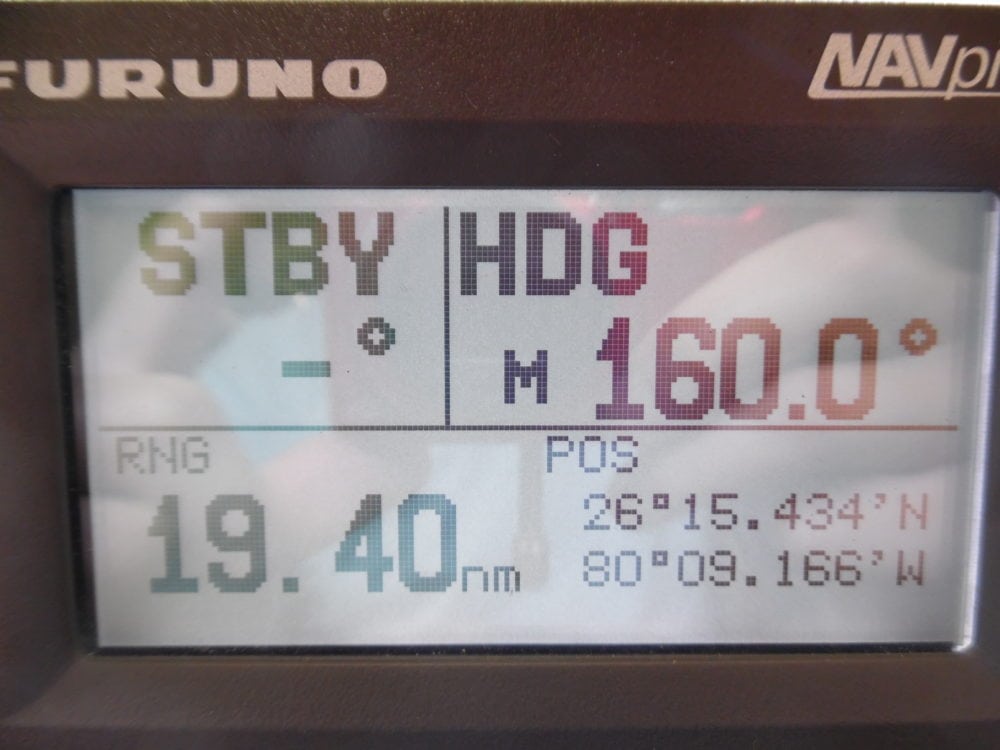 FURUNO
NAVpi
STBY
-°
HDG
M 160.0°
RNG
19.40nm
POS
26°15.434'N
80°09.166'W